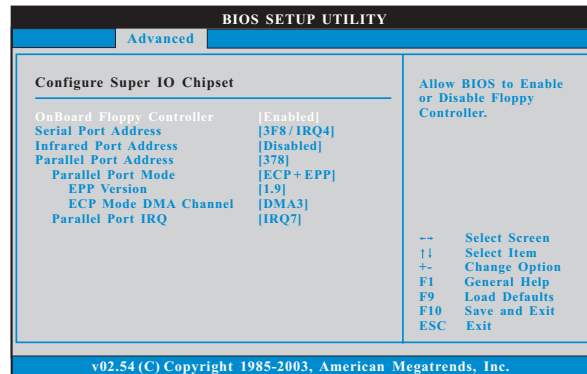 BIOS SETUP UTILITY
Advanced
Configure Super IO Chipset
OnBoard Floppy Controller [Enabled]
Serial Port Address [3F8 / IRQ4]
Infrared Port Address [Disabled]
Parallel Port Address [378]
Parallel Port Mode [ECP + EPP]
EPP Version [1.9]
ECP Mode DMA Channel [DMA3]
Parallel Port IRQ [IRQ7]
Allow BIOS to Enable
or Disable Floppy
Controller.
←→ Select Screen
↑↓ Select Item
+- Change Option
F1 General Help
F9 Load Defaults
F10 Save and Exit
ESC Exit
v02.54 (C) Copyright 1985-2003, American Megatrends, Inc.